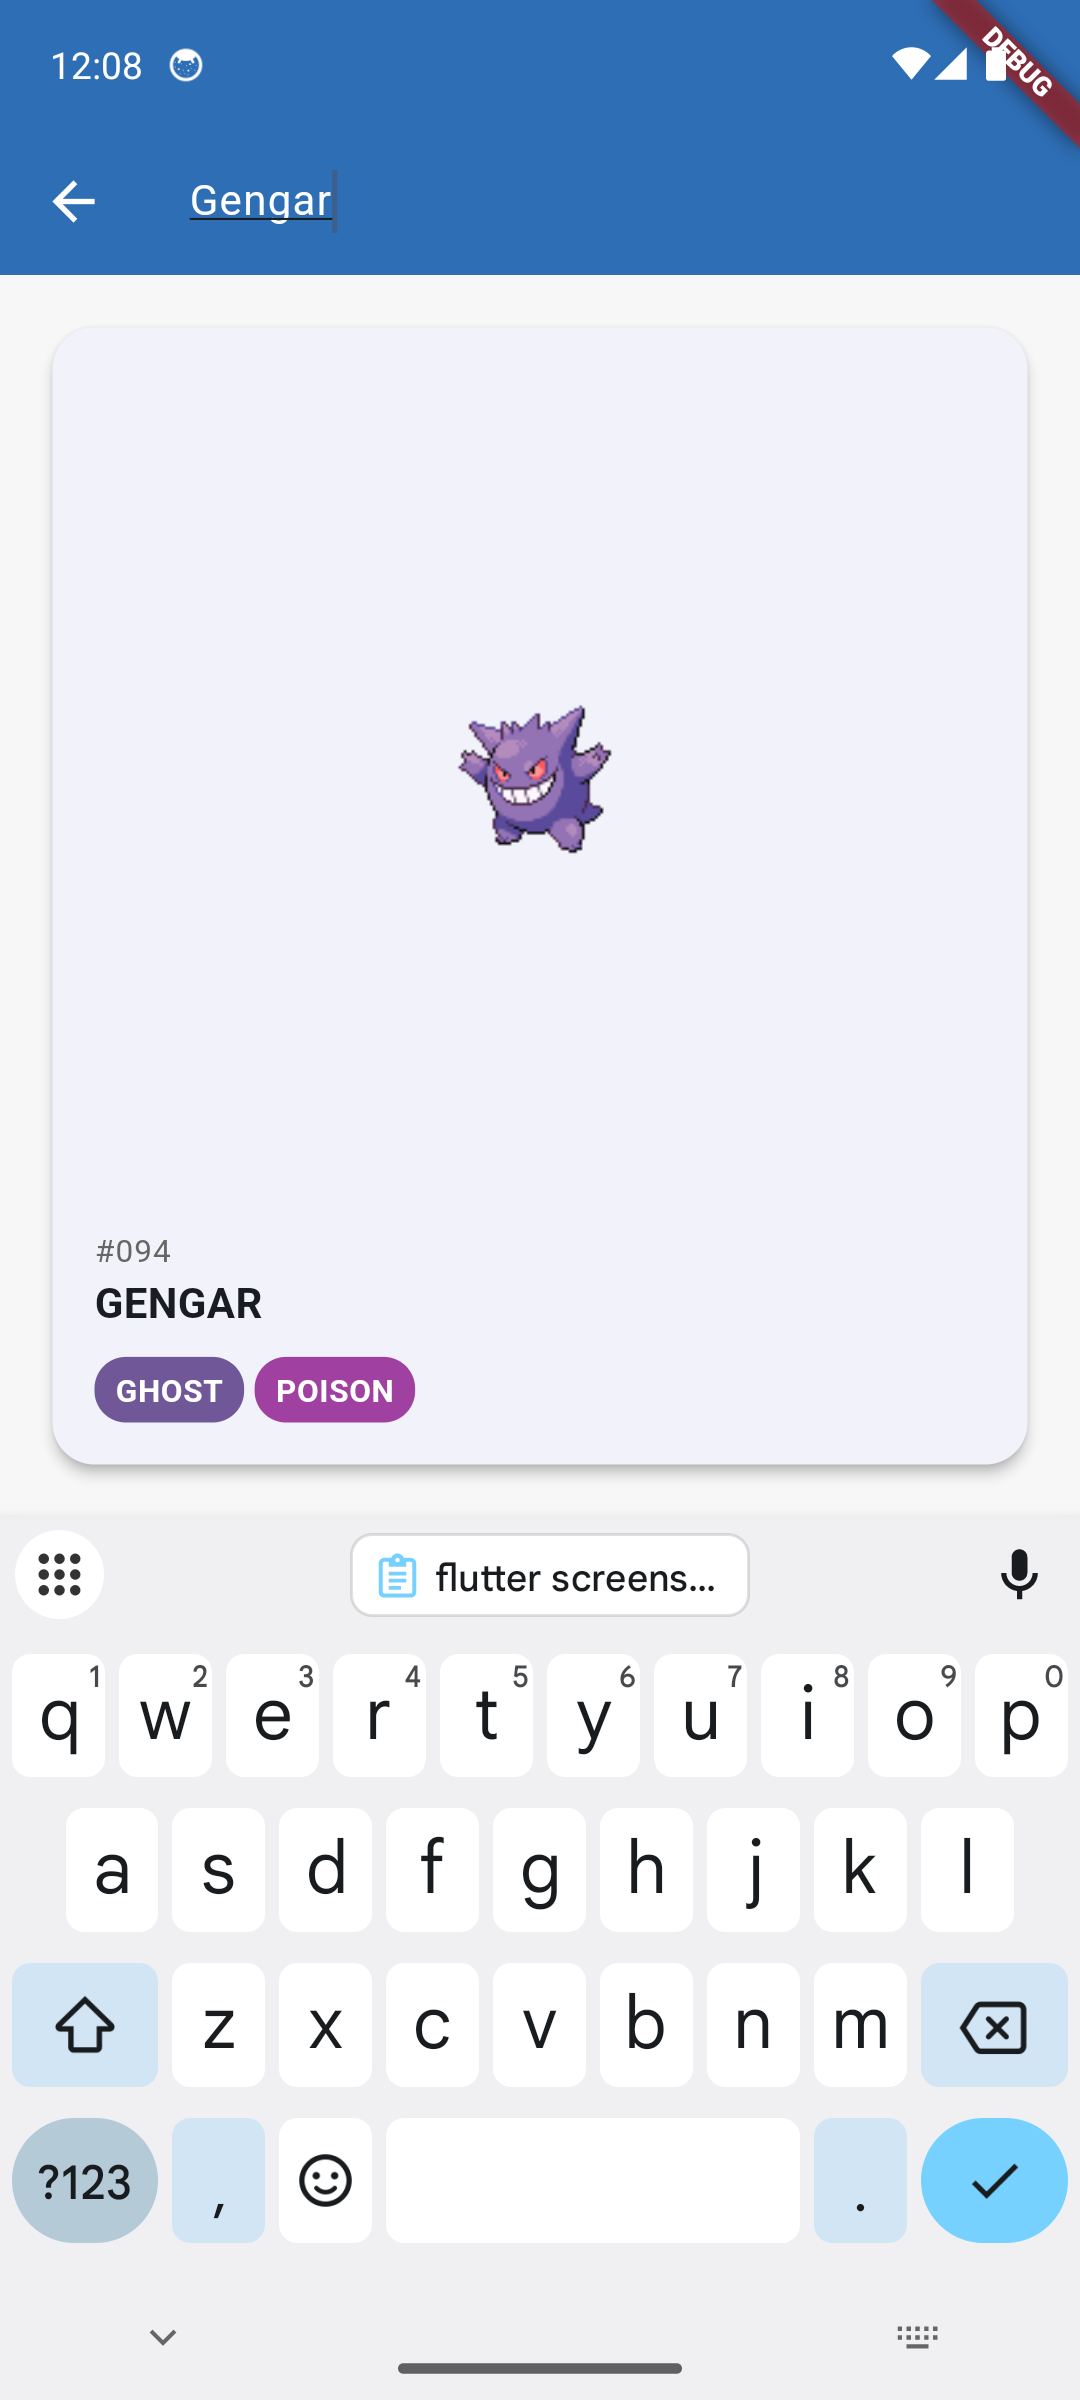 12:08
DEBUG
Gengar
#094
GENGAR
GHOST POISON
flutter screens...
1 2 3 4 5 6 7 8 9 0
q w e r t y u i o p
a s d f g h j k l
z x c v b n m
?123 , .